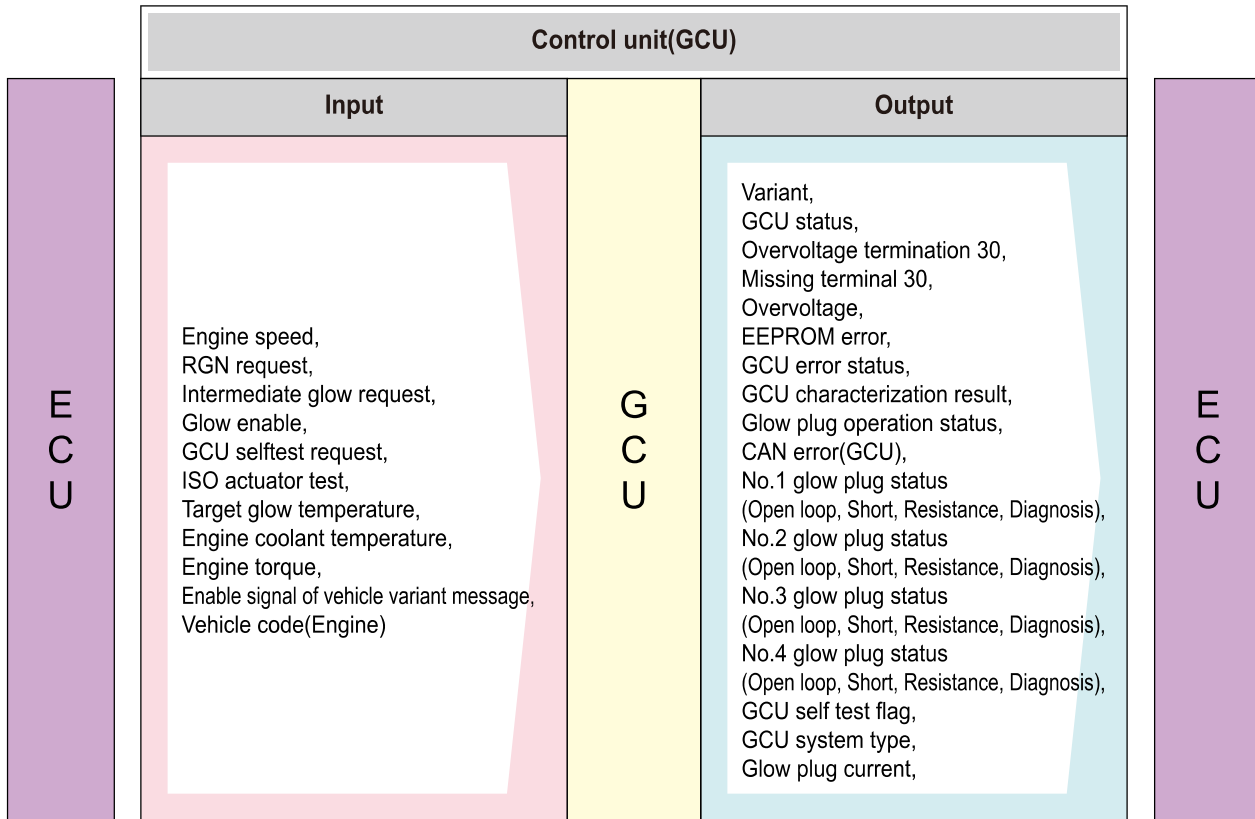 Control unit(GCU)
Input
Output
E
C
U
Engine speed,
RGN request,
Intermediate glow request,
Glow enable,
GCU selftest request,
ISO actuator test,
Target glow temperature,
Engine coolant temperature,
Engine torque,
Enable signal of vehicle variant message,
Vehicle code(Engine)
G
C
U
Variant,
GCU status,
Overvoltage termination 30,
Missing terminal 30,
Overvoltage,
EEPROM error,
GCU error status,
GCU characterization result,
Glow plug operation status,
CAN error(GCU),
No.1 glow plug status
(Open loop, Short, Resistance, Diagnosis),
No.2 glow plug status
(Open loop, Short, Resistance, Diagnosis),
No.3 glow plug status
(Open loop, Short, Resistance, Diagnosis),
No.4 glow plug status
(Open loop, Short, Resistance, Diagnosis),
GCU self test flag,
GCU system type,
Glow plug current,
E
C
U